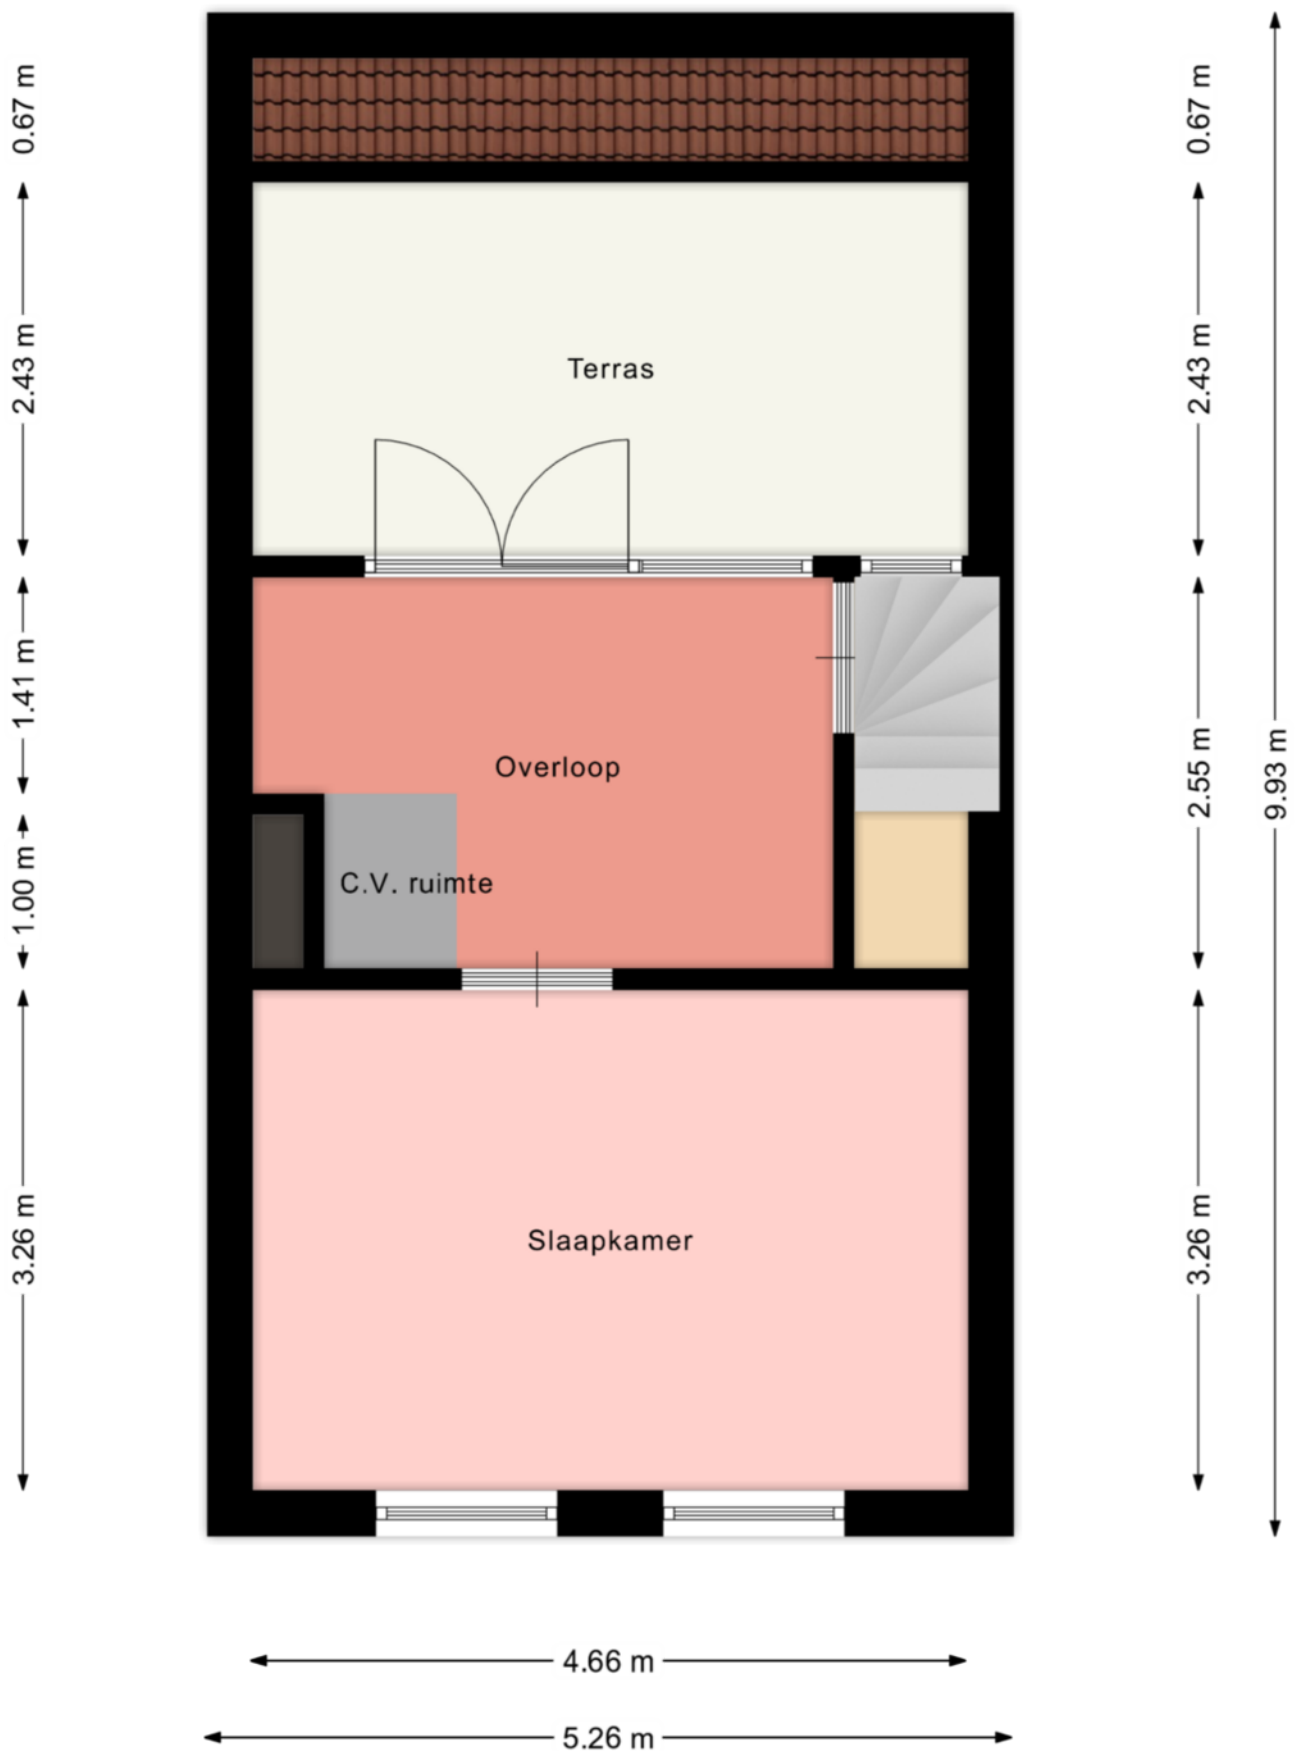 0.67 m
0.67 m
2.43 m
2.43 m
Terras
1.41 m
2.55 m
9.93 m
Overloop
1.00 m
C.V. ruimte
3.26 m
3.26 m
Slaapkamer
4.66 m
5.26 m